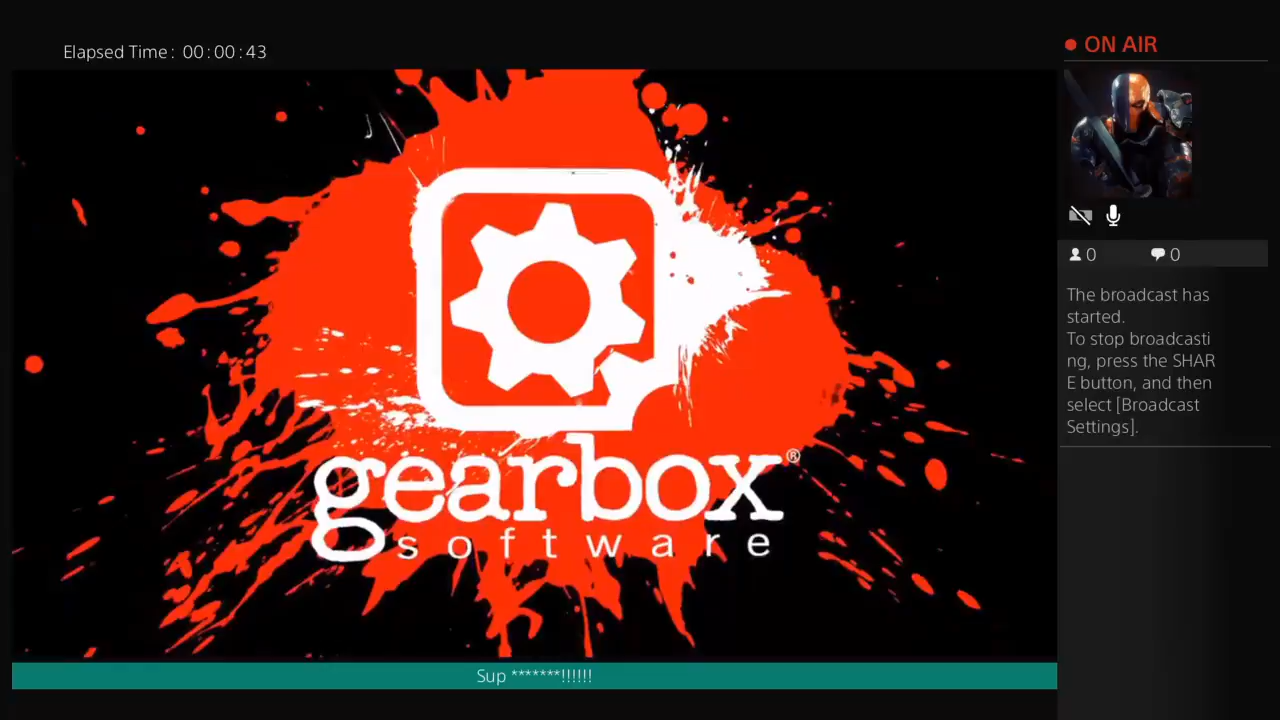 Elapsed Time: 00:00:43
ON AIR
0 0
The broadcast has
started.
To stop broadcasti
ng, press the SHAR
E button, and then
select [Broadcast
Settings].
gearbox®
software
Sup *******!!!!!!